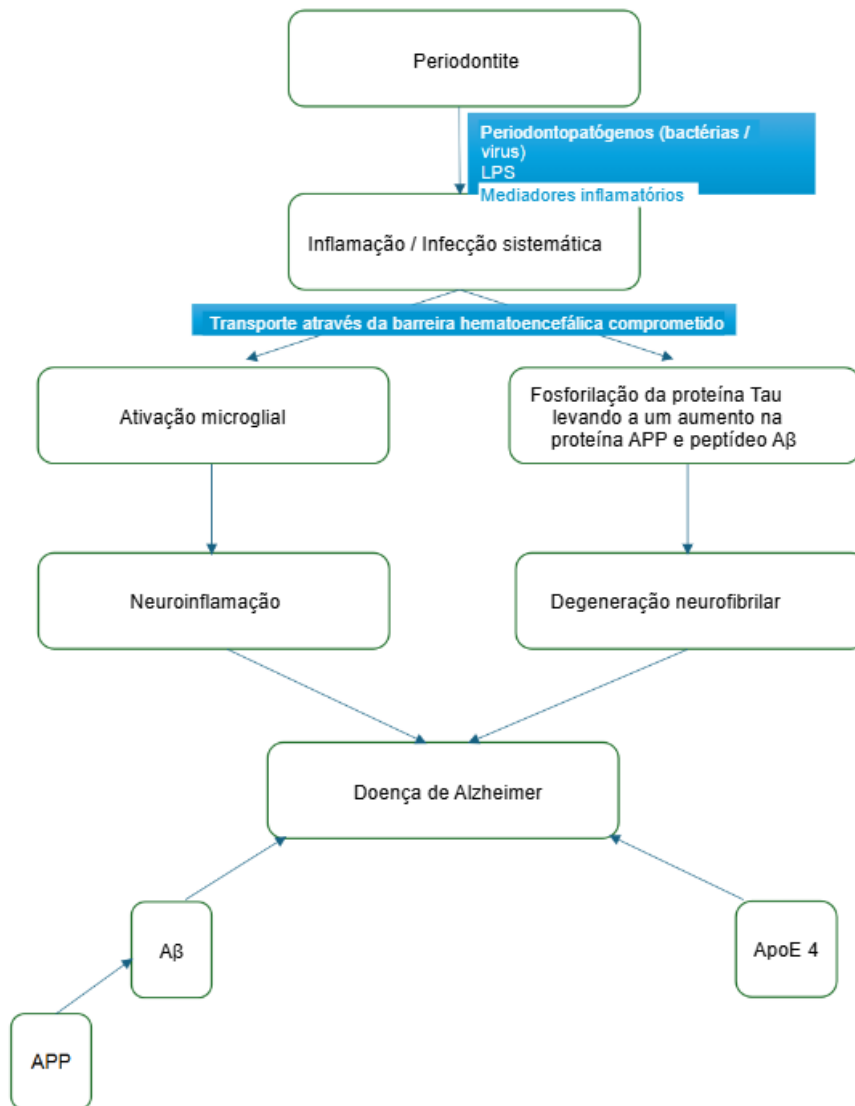 Periodontite
Periodontopatógenos (bactérias /
virus)
LPS
Mediadores inflamatórios
Inflamação / Infecção sistemática
Transporte através da barreira hematoencefálica comprometido
Ativação microglial
Fosforilação da proteína Tau
levando a um aumento na
proteína APP e peptídeo Aβ
Neuroinflamação
Degeneração neurofibrilar
Doença de Alzheimer
Aβ
ApoE 4
APP